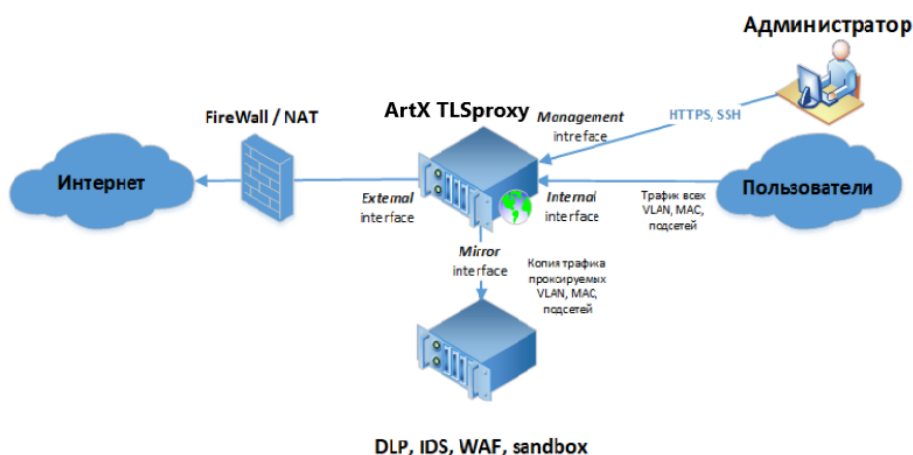 Администратор
FireWall / NAT
ArtX TLSproxy
Management
intreface
HTTPS, SSH
Интернет
External
interface
Internal
interface
Трафик всех
VLAN, MAC,
подсетей
Пользователи
Mirror
interface
Копия трафика
проксируемых
VLAN, MAC,
подсетей
DLP, IDS, WAF, sandbox